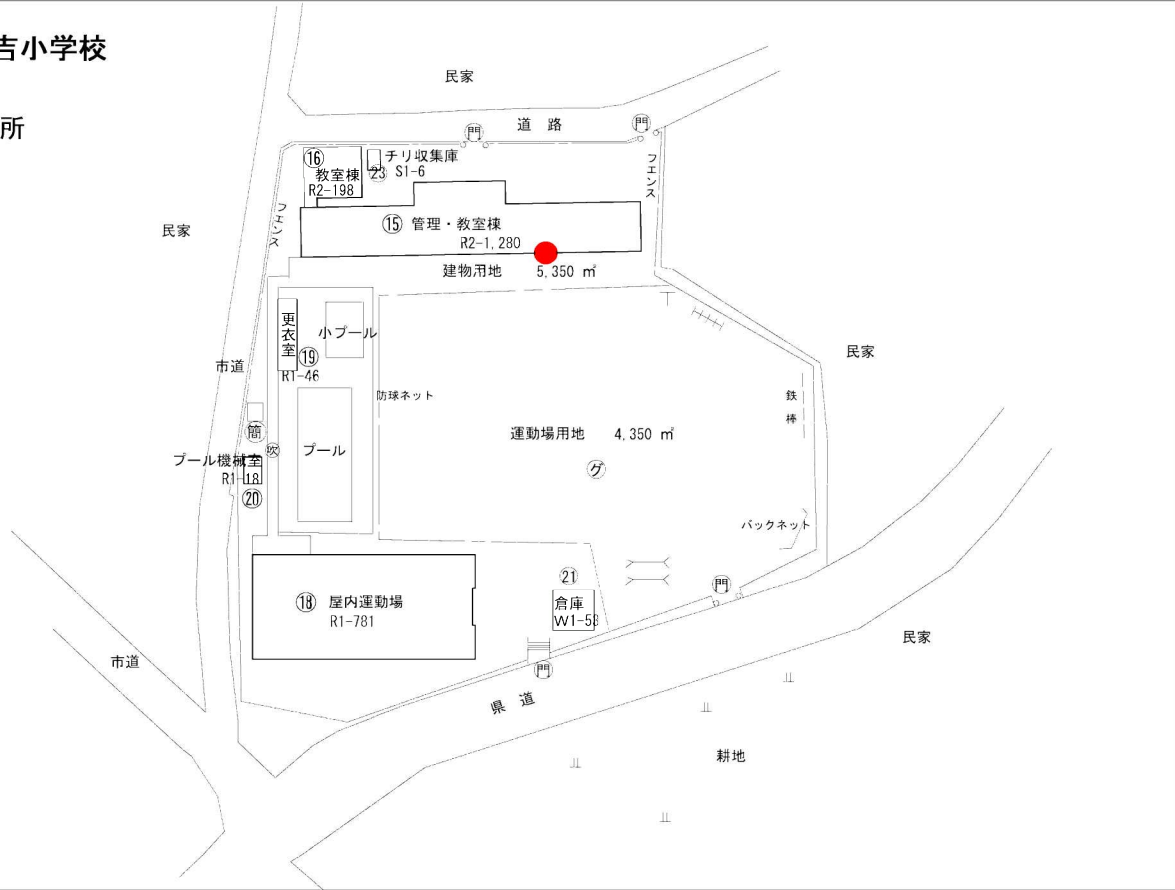 吉小学校
所
民家
道 路
門
門
⑯
教室棟
R2-198
チリ収集庫
㉓ S1-6
フェンス
フェンス
民家
⑮ 管理・教室棟
R2-1,280
建物用地 5,350 ㎡
更衣室
小プール
⑲
R1-46
市道
民家
防球ネット
鉄棒
簡
吹
プール
運動場用地 4,350 ㎡
グ
プール機械室
R1-18
⑳
バックネット
⑱ 屋内運動場
R1-781
㉑
倉庫
W1-58
門
門
民家
市道
県 道
耕地